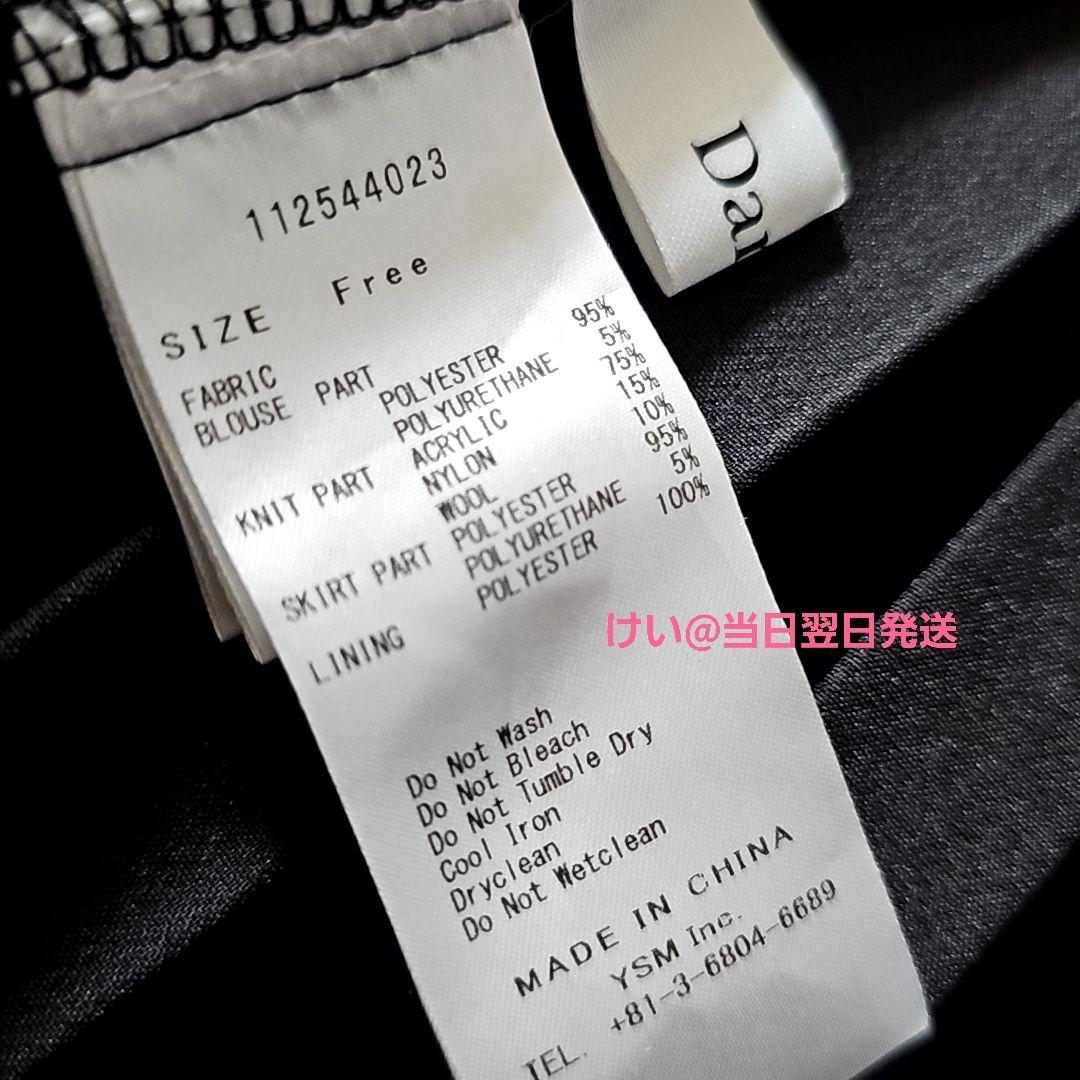 112544023
SIZE Free
FABRIC
BLOUSE PART POLYESTER 95%
POLYURETHANE 5%
KNIT PART ACRYLIC 75%
NYLON 15%
WOOL 10%
SKIRT PART POLYESTER 95%
POLYURETHANE 5%
LINING POLYESTER 100%
Do Not Wash
Do Not Bleach
Do Not Tumble Dry
Cool Iron
Dryclean
Do Not Wetclean
MADE IN CHINA
YSM Inc.
TEL. +81-3-6804-6689
Dar
けい@当日翌日発送